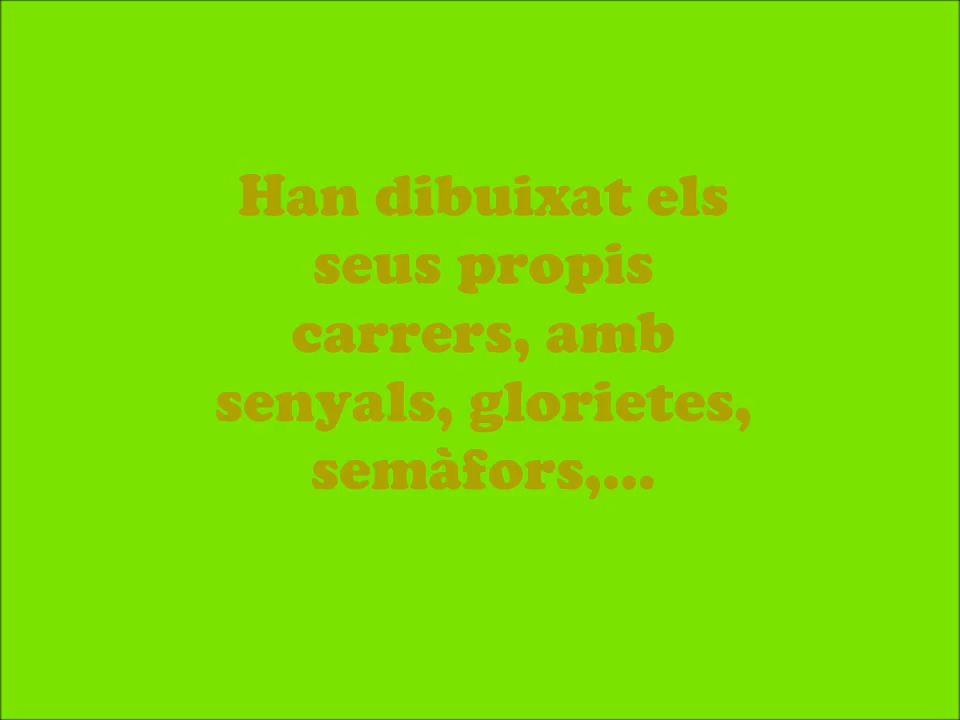 Han dibuixat els
seus propis
carrers, amb
senyals, glorietes,
semàfors,...